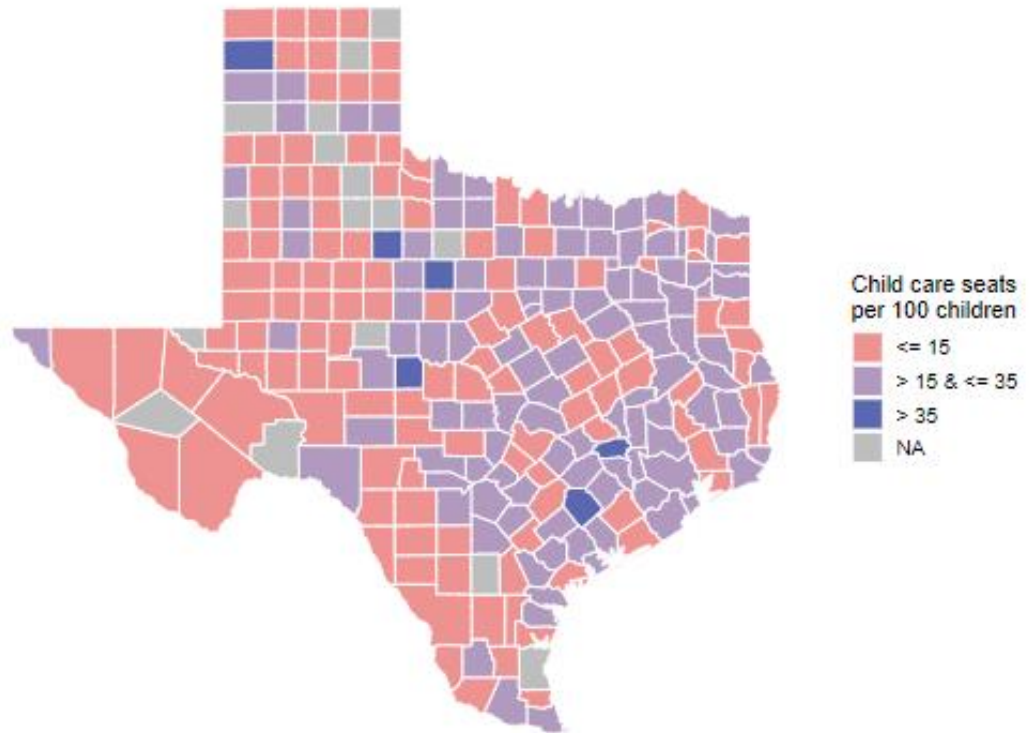 Child care seats
per 100 children
<= 15
> 15 & <= 35
> 35
NA